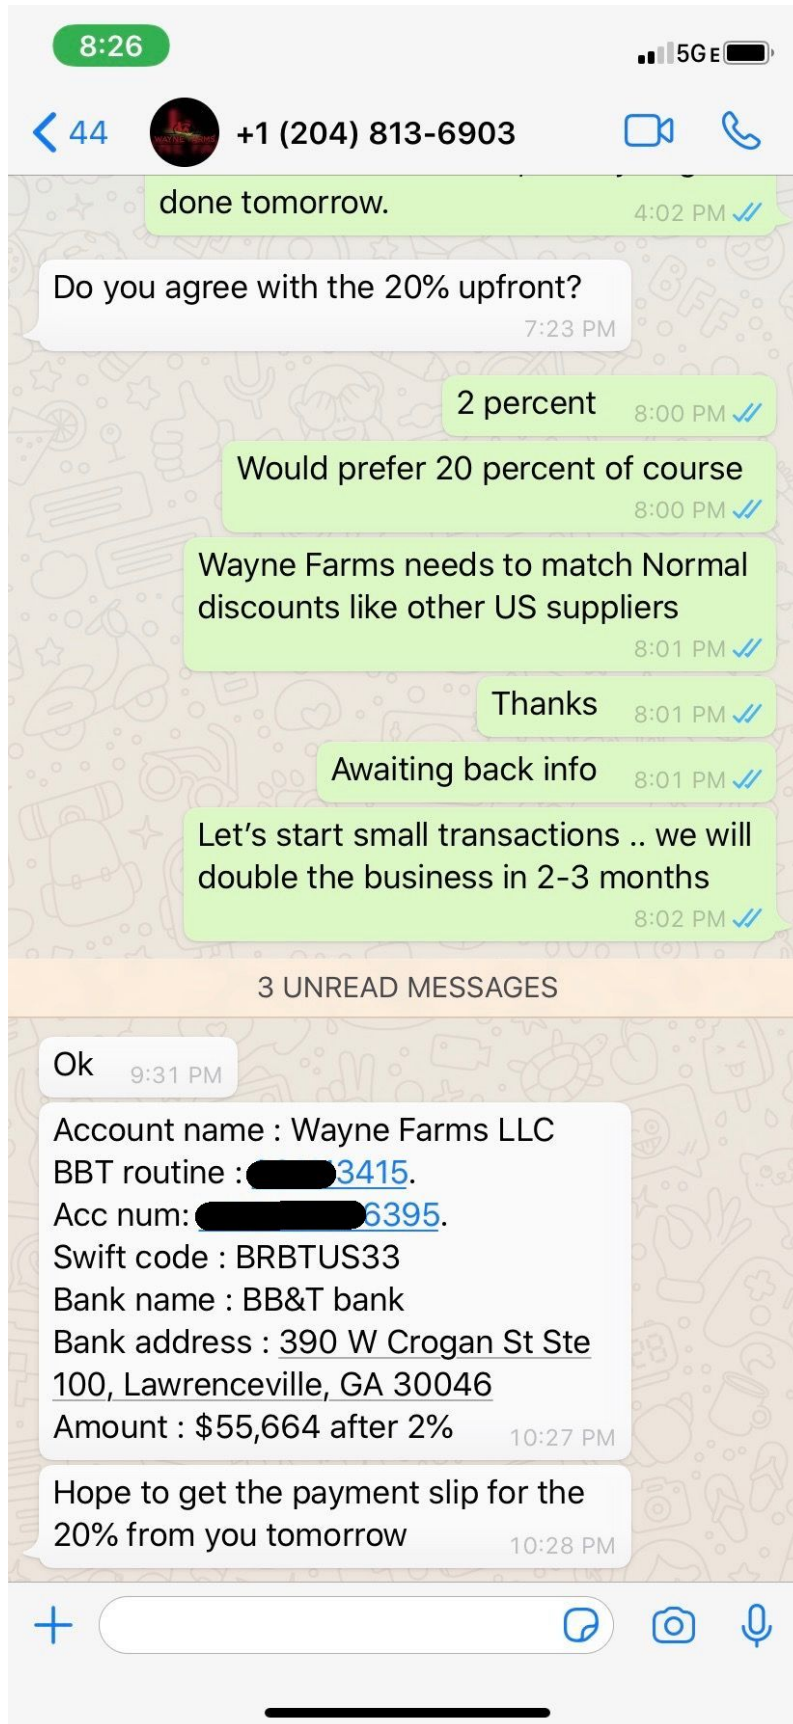 8:26
5GE
44
+1 (204) 813-6903
done tomorrow.
4:02 PM
Do you agree with the 20% upfront?
7:23 PM
2 percent
8:00 PM
Would prefer 20 percent of course
8:00 PM
Wayne Farms needs to match Normal
discounts like other US suppliers
8:01 PM
Thanks
8:01 PM
Awaiting back info
8:01 PM
Let's start small transactions .. we will
double the business in 2-3 months
8:02 PM
3 UNREAD MESSAGES
Ok
9:31 PM
Account name : Wayne Farms LLC
BBT routine : 3415.
Acc num: 6395.
Swift code : BRBTUS33
Bank name : BB&T bank
Bank address : 390 W Crogan St Ste
100, Lawrenceville, GA 30046
Amount : $55,664 after 2%
10:27 PM
Hope to get the payment slip for the
20% from you tomorrow
10:28 PM